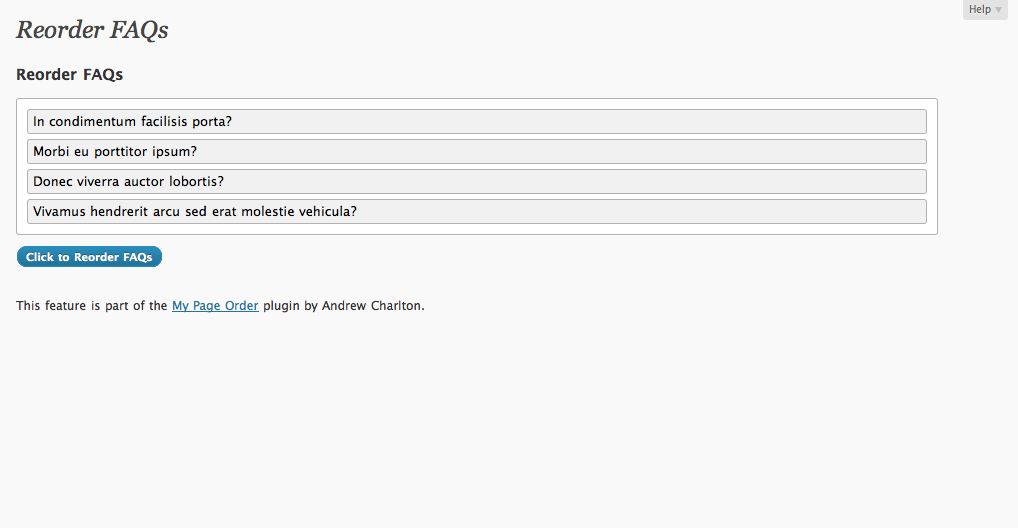 Help
Reorder FAQs
Reorder FAQs
In condimentum facilisis porta?
Morbi eu porttitor ipsum?
Donec viverra auctor lobortis?
Vivamus hendrerit arcu sed erat molestie vehicula?
Click to Reorder FAQs
This feature is part of the My Page Order plugin by Andrew Charlton.